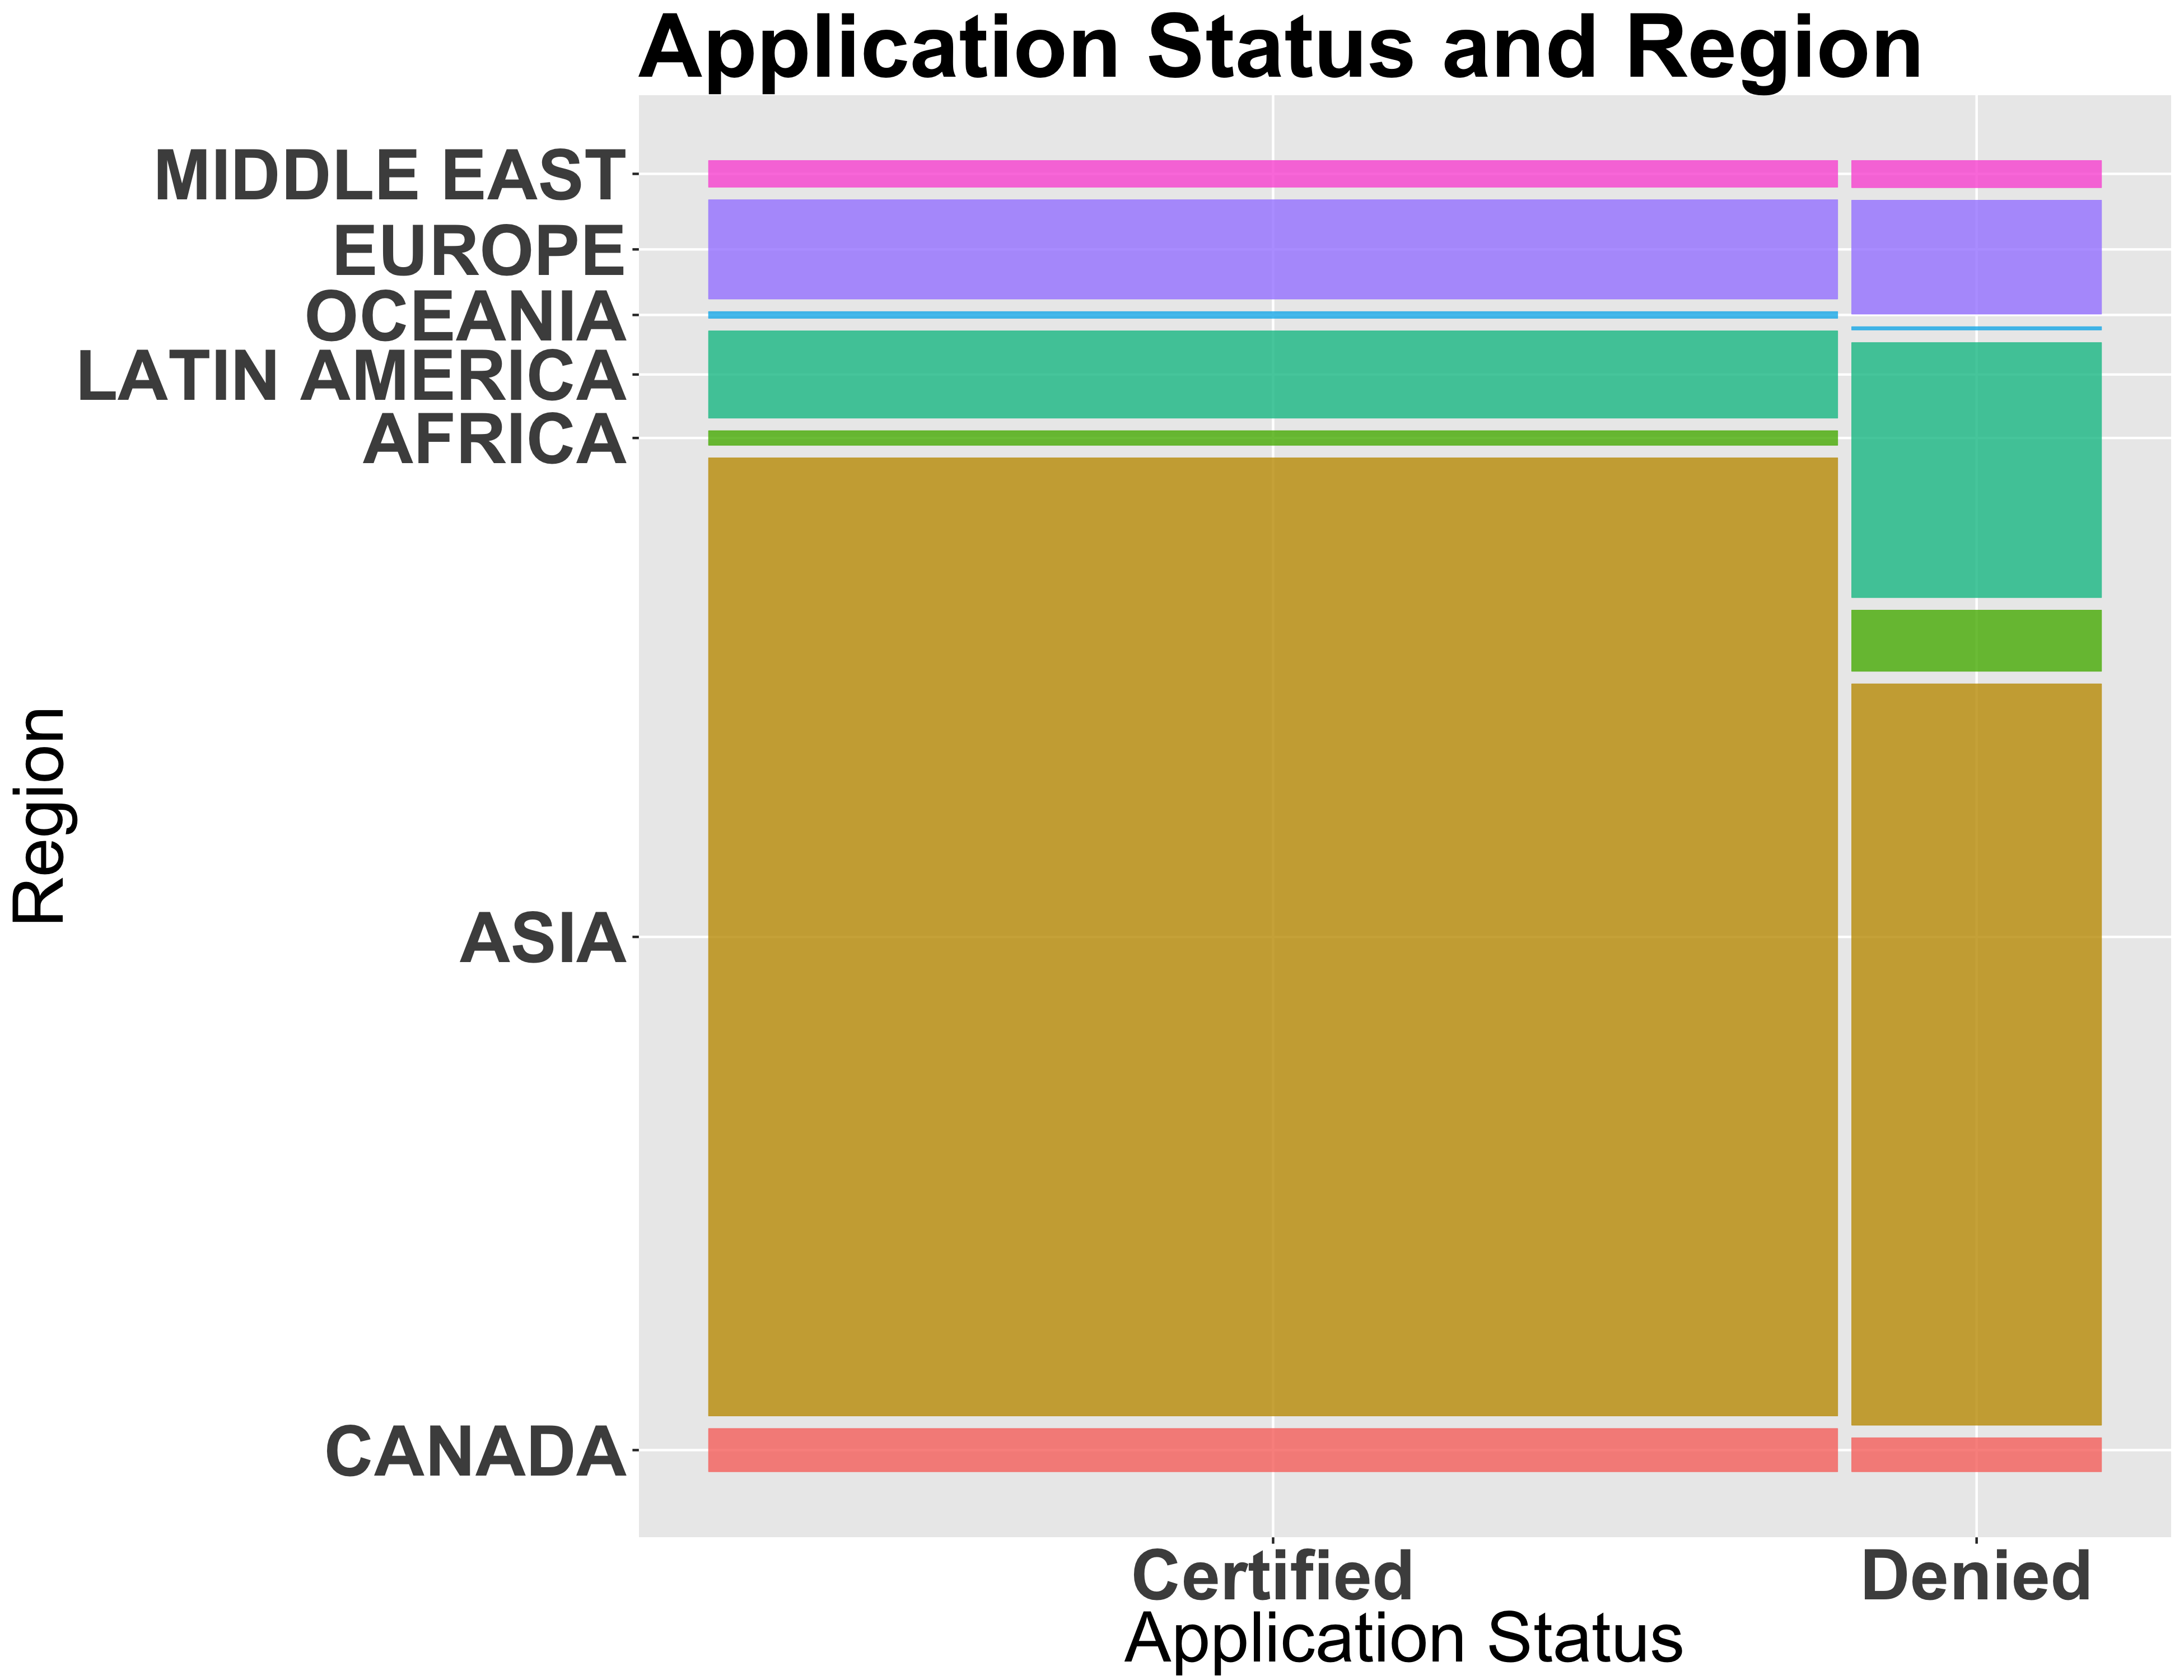 Application Status and Region
MIDDLE EAST
EUROPE
OCEANIA
LATIN AMERICA
AFRICA
ASIA
CANADA
Region
Certified
Denied
Application Status